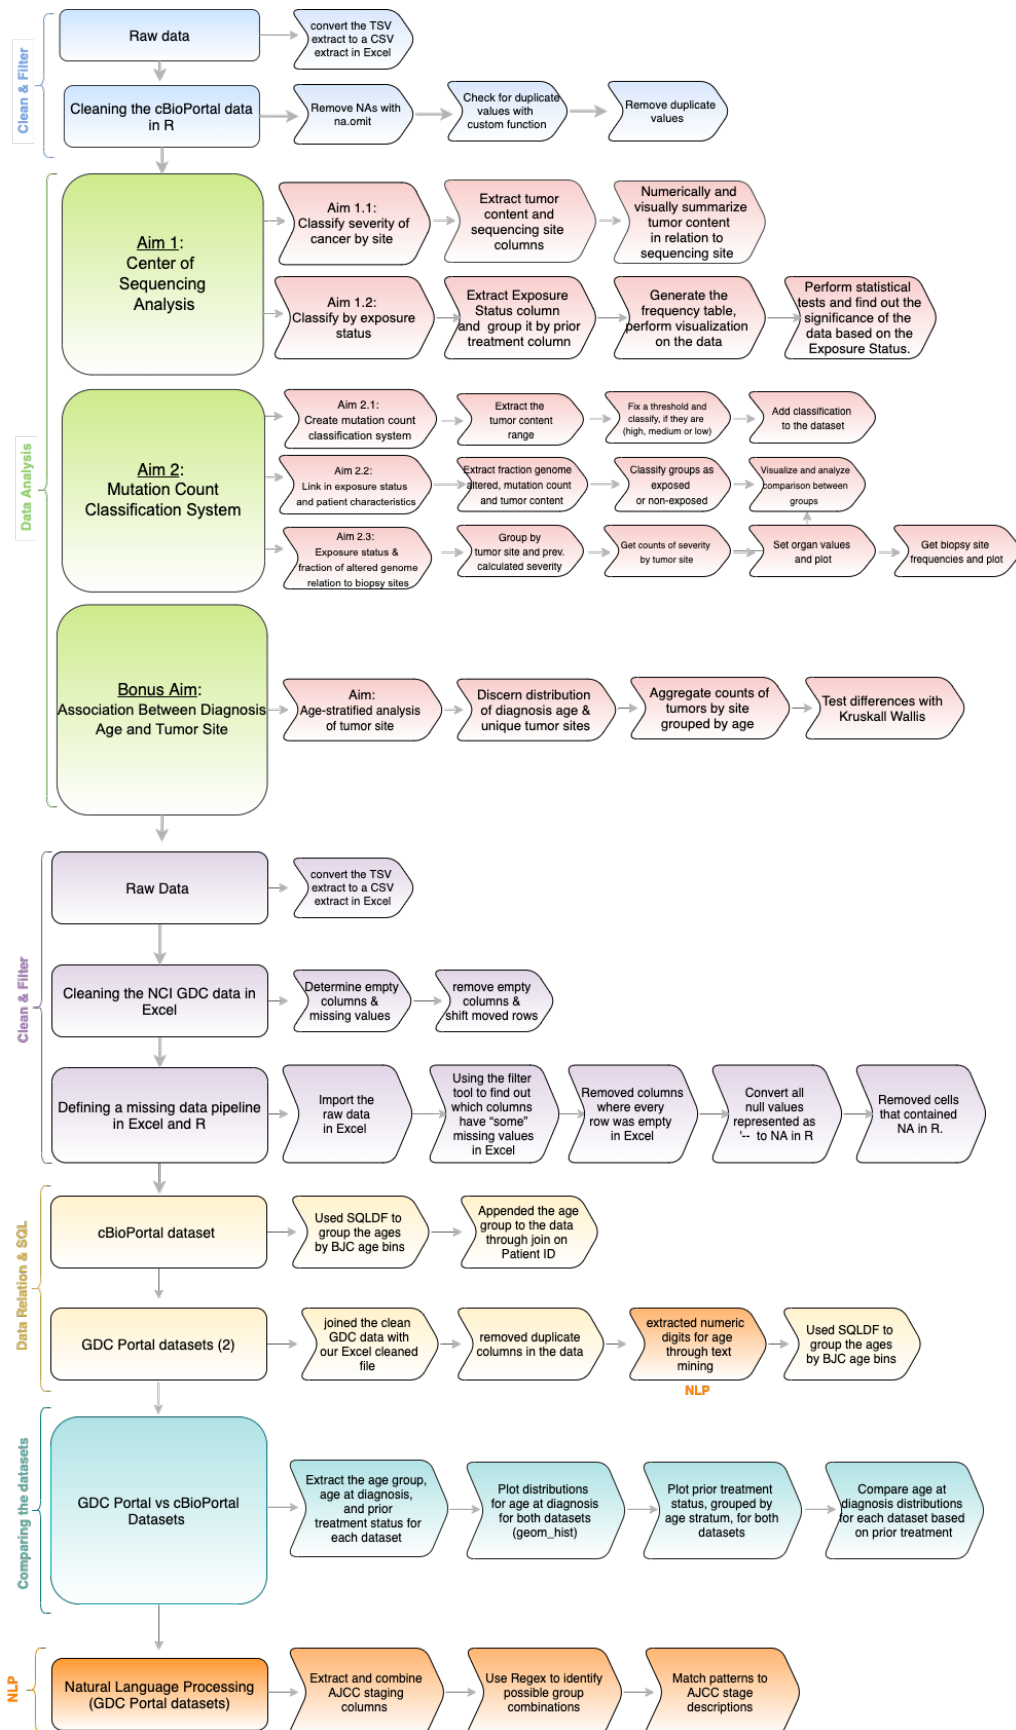 Clean & Filter
Raw data
convert the TSV
extract to a CSV
extract in Excel
Cleaning the cBioPortal data
in R
Remove NAs with
na.omit
Check for duplicate
values with
custom function
Remove duplicate
values
Data Analysis
Aim 1:
Center of
Sequencing
Analysis
Aim 1.1:
Classify severity of
cancer by site
Extract tumor
content and
sequencing site
columns
Numerically and
visually summarize
tumor content
in relation to
sequencing site
Aim 1.2:
Classify by exposure
status
Extract Exposure
Status column
and group it by prior
treatment column
Generate the
frequency table,
perform visualization
on the data
Perform statistical
tests and find out the
significance of the
data based on the
Exposure Status.
Aim 2:
Mutation Count
Classification System
Aim 2.1:
Create mutation count
classification system
Extract the
tumor content
range
Fix a threshold and
classify, if they are
(high, medium or low)
Add classification
to the dataset
Aim 2.2:
Link in exposure status
and patient characteristics
Extract fraction genome
altered, mutation count
and tumor content
Classify groups as
exposed
or non-exposed
Visualize and analyze
comparison between
groups
Aim 2.3:
Exposure status &
fraction of altered genome
relation to biopsy sites
Group by
tumor site and prev.
calculated severity
Get counts of severity
by tumor site
Set organ values
and plot
Get biopsy site
frequencies and plot
Bonus Aim:
Association Between Diagnosis
Age and Tumor Site
Aim:
Age-stratified analysis
of tumor site
Discern distribution
of diagnosis age &
unique tumor sites
Aggregate counts of
tumors by site
grouped by age
Test differences with
Kruskall Wallis
Clean & Filter
Raw Data
convert the TSV
extract to a CSV
extract in Excel
Cleaning the NCI GDC data in
Excel
Determine empty
columns &
missing values
remove empty
columns &
shift moved rows
Defining a missing data pipeline
in Excel and R
Import the
raw data
in Excel
Using the filter
tool to find out
which columns
have “some”
missing values
in Excel
Removed columns
where every
row was empty
in Excel
Convert all
null values
represented as
'-- to NA in R
Removed cells
that contained
NA in R.
Data Relation & SQL
cBioPortal dataset
Used SQLDF to
group the ages
by BJC age bins
Appended the age
group to the data
through join on
Patient ID
GDC Portal datasets (2)
joined the clean
GDC data with
our Excel cleaned
file
removed duplicate
columns in the data
extracted numeric
digits for age
through text
mining
NLP
Used SQLDF to
group the ages
by BJC age bins
Comparing the datasets
GDC Portal vs cBioPortal
Datasets
Extract the age group,
age at diagnosis,
and prior
treatment status for
each dataset
Plot distributions
for age at diagnosis
for both datasets
(geom_hist)
Plot prior treatment
status, grouped by
age stratum, for both
datasets
Compare age at
diagnosis distributions
for each dataset based
on prior treatment
NLP
Natural Language Processing
(GDC Portal datasets)
Extract and combine
AJCC staging
columns
Use Regex to identify
possible group
combinations
Match patterns to
AJCC stage
descriptions